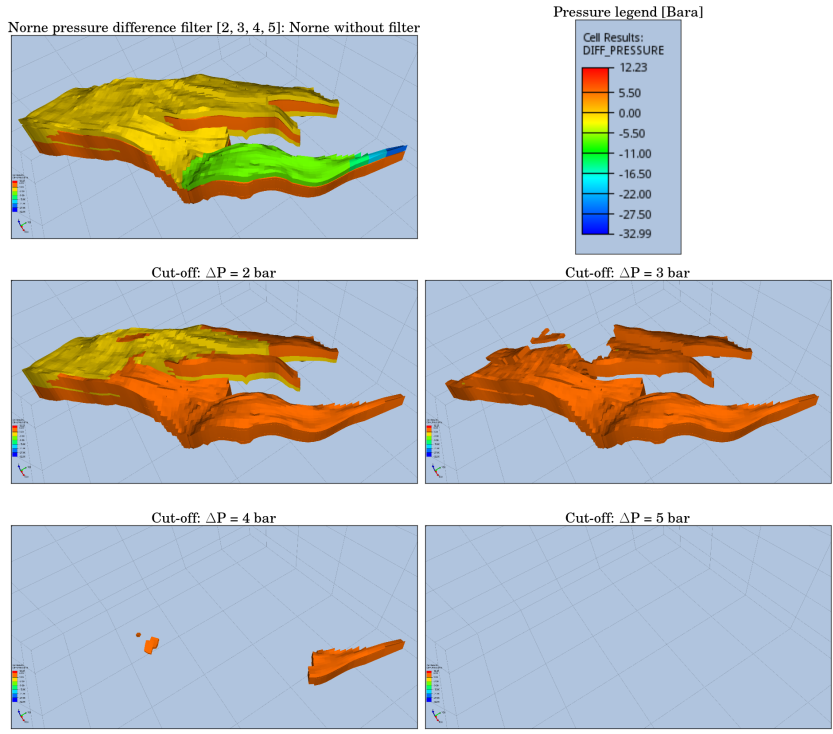 Norne pressure difference filter [2, 3, 4, 5]: Norne without filter
Pressure legend [Bara]
Cell Results:
DIFF_PRESSURE
12.23
5.50
0.00
-5.50
-11.00
-16.50
-22.00
-27.50
-32.99
Cut-off: ΔP = 2 bar
Cut-off: ΔP = 3 bar
Cut-off: ΔP = 4 bar
Cut-off: ΔP = 5 bar